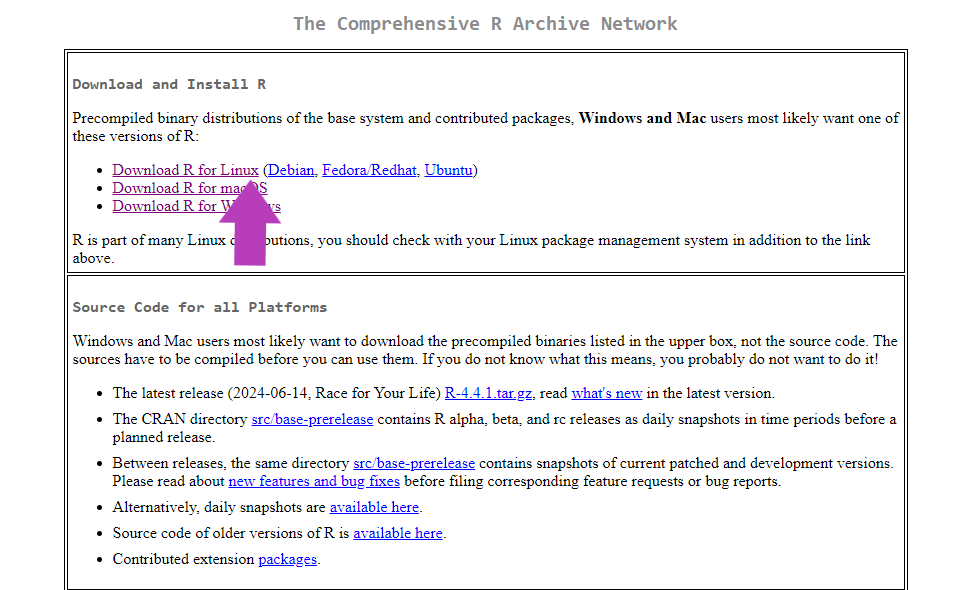 The Comprehensive R Archive Network
Download and Install R
Precompiled binary distributions of the base system and contributed packages, Windows and Mac users most likely want one of
these versions of R:
Download R for Linux (Debian, Fedora/Redhat, Ubuntu)
Download R for macOS
Download R for
R is part of many Linux you should check with your Linux package management system in addition to the link
above.
Source Code for all Platforms
Windows and Mac users most likely want to download the precompiled binaries listed in the upper box, not the source code. The
sources have to be compiled before you can use them. If you do not know what this means, you probably do not want to do it!
The latest release (2024-06-14, Race for Your Life) R-4.4.1.tar.gz, read what's new in the latest version.
The CRAN directory src/base-prerelease contains R alpha, beta, and rc releases as daily snapshots in time periods before a
planned release.
Between releases, the same directory src/base-prerelease contains snapshots of current patched and development versions.
Please read about new features and bug fixes before filing corresponding feature requests or bug reports.
Alternatively, daily snapshots are available here.
Source code of older versions of R is available here.
Contributed extension packages.